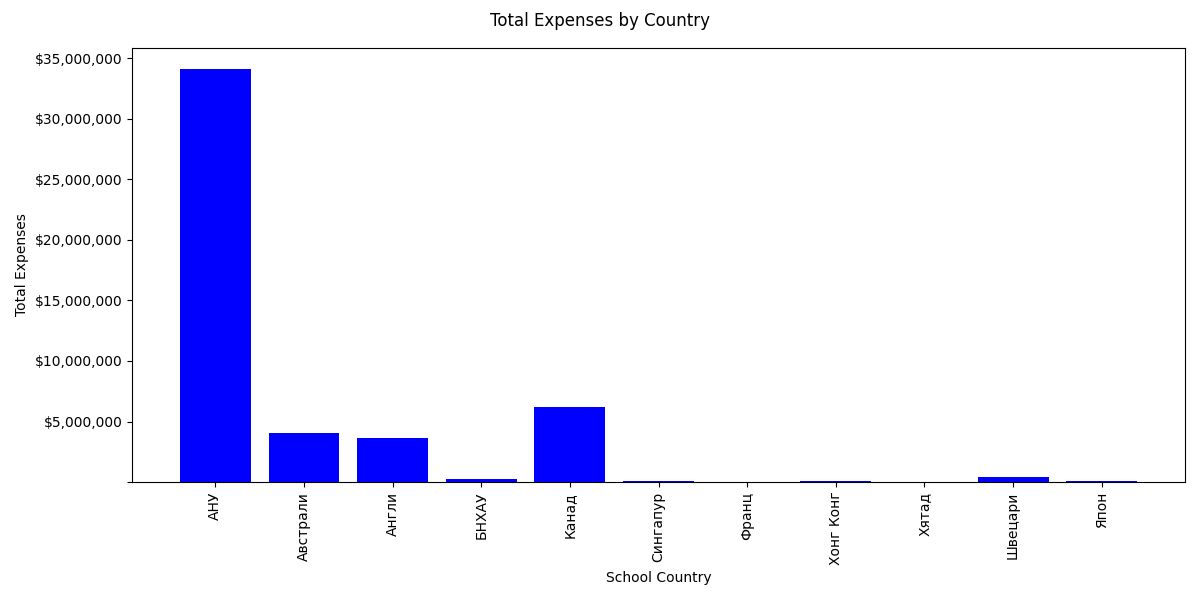 Total Expenses by Country
Total Expenses
$35,000,000
$30,000,000
$25,000,000
$20,000,000
$15,000,000
$10,000,000
$5,000,000
АНУ
Австрали
Англи
БНХАУ
Канад
Сингапур
Франц
Хонг Конг
Хятад
Швецари
Япон
School Country